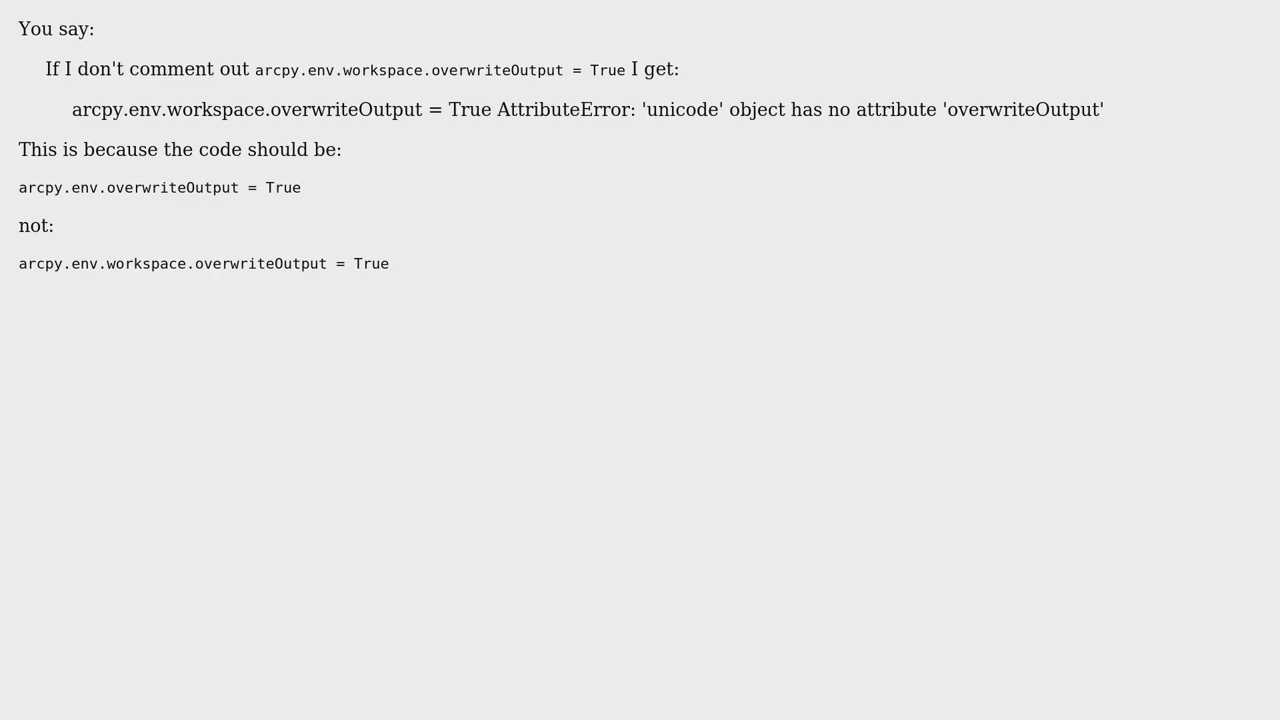 You say:
If I don't comment out arcpy.env.workspace.overwriteOutput = True I get:
arcpy.env.workspace.overwriteOutput = True AttributeError: 'unicode' object has no attribute 'overwriteOutput'
This is because the code should be:
arcpy.env.overwriteOutput = True
not:
arcpy.env.workspace.overwriteOutput = True